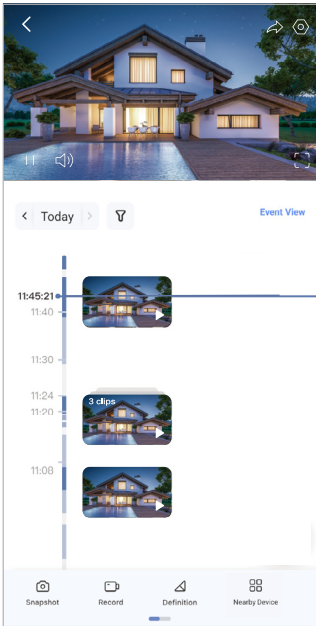 Today
Event View
11:45:21
11:40
11:30
11:24
3 clips
11:20
11:08
Snapshot
Record
Definition
Nearby Device